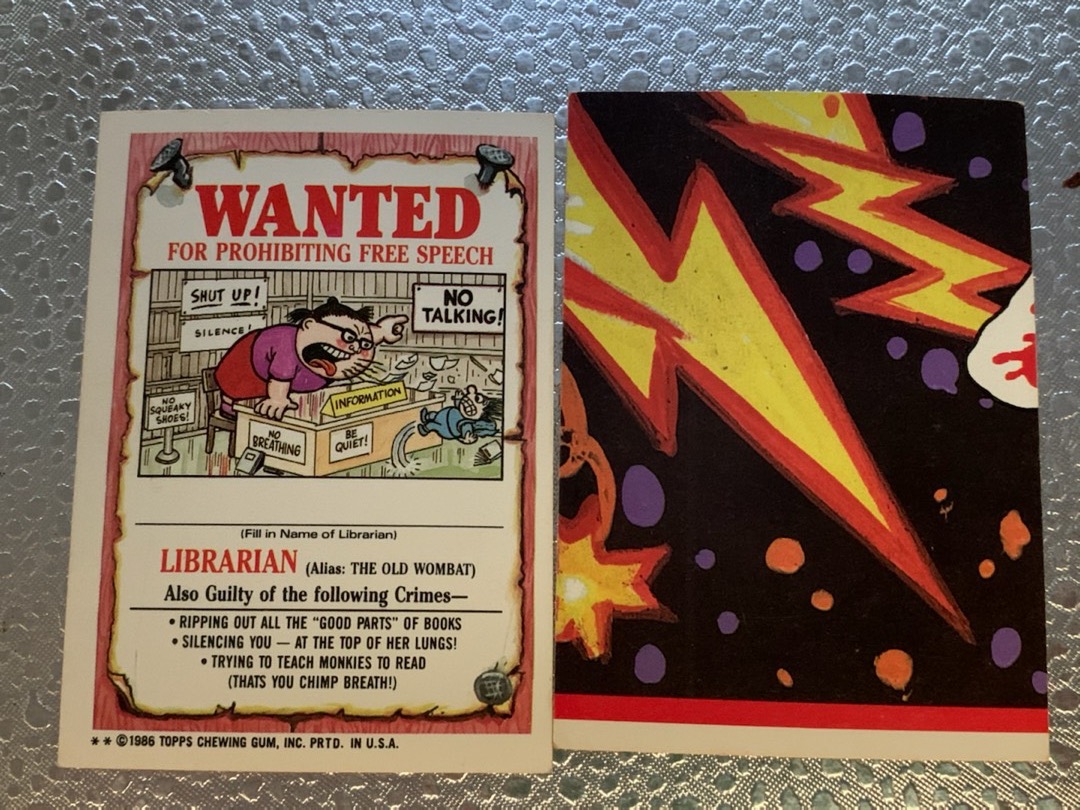 WANTED
FOR PROHIBITING FREE SPEECH
SHUT UP!
SILENCE!
NO
TALKING!
NO
SQUEAKY
SHOES!
INFORMATION
NO
BREATHING
BE
QUIET!
(Fill in Name of Librarian)
LIBRARIAN (Alias: THE OLD WOMBAT)
Also Guilty of the following Crimes—
• RIPPING OUT ALL THE “GOOD PARTS” OF BOOKS
• SILENCING YOU — AT THE TOP OF HER LUNGS!
• TRYING TO TEACH MONKIES TO READ
(THATS YOU CHIMP BREATH!)
** ©1986 TOPPS CHEWING GUM, INC. PRTD. IN U.S.A.